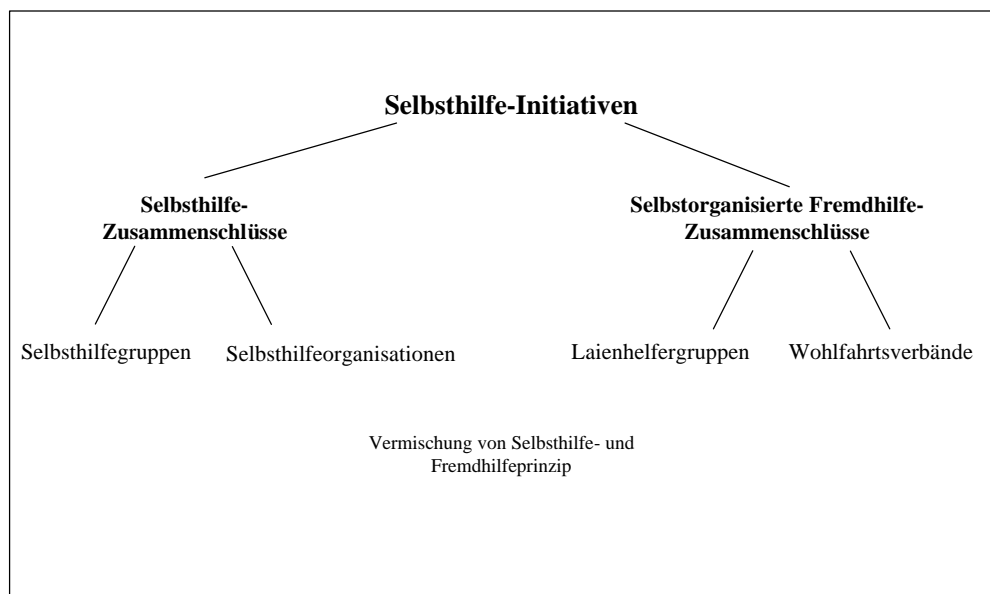 Selbsthilfe-Initiativen
Selbsthilfe-
Zusammenschlüsse
Selbstorganisierte Fremdhilfe-
Zusammenschlüsse
Selbsthilfegruppen
Selbsthilfeorganisationen
Laienhelfergruppen
Wohlfahrtsverbände
Vermischung von Selbsthilfe- und
Fremdhilfeprinzip